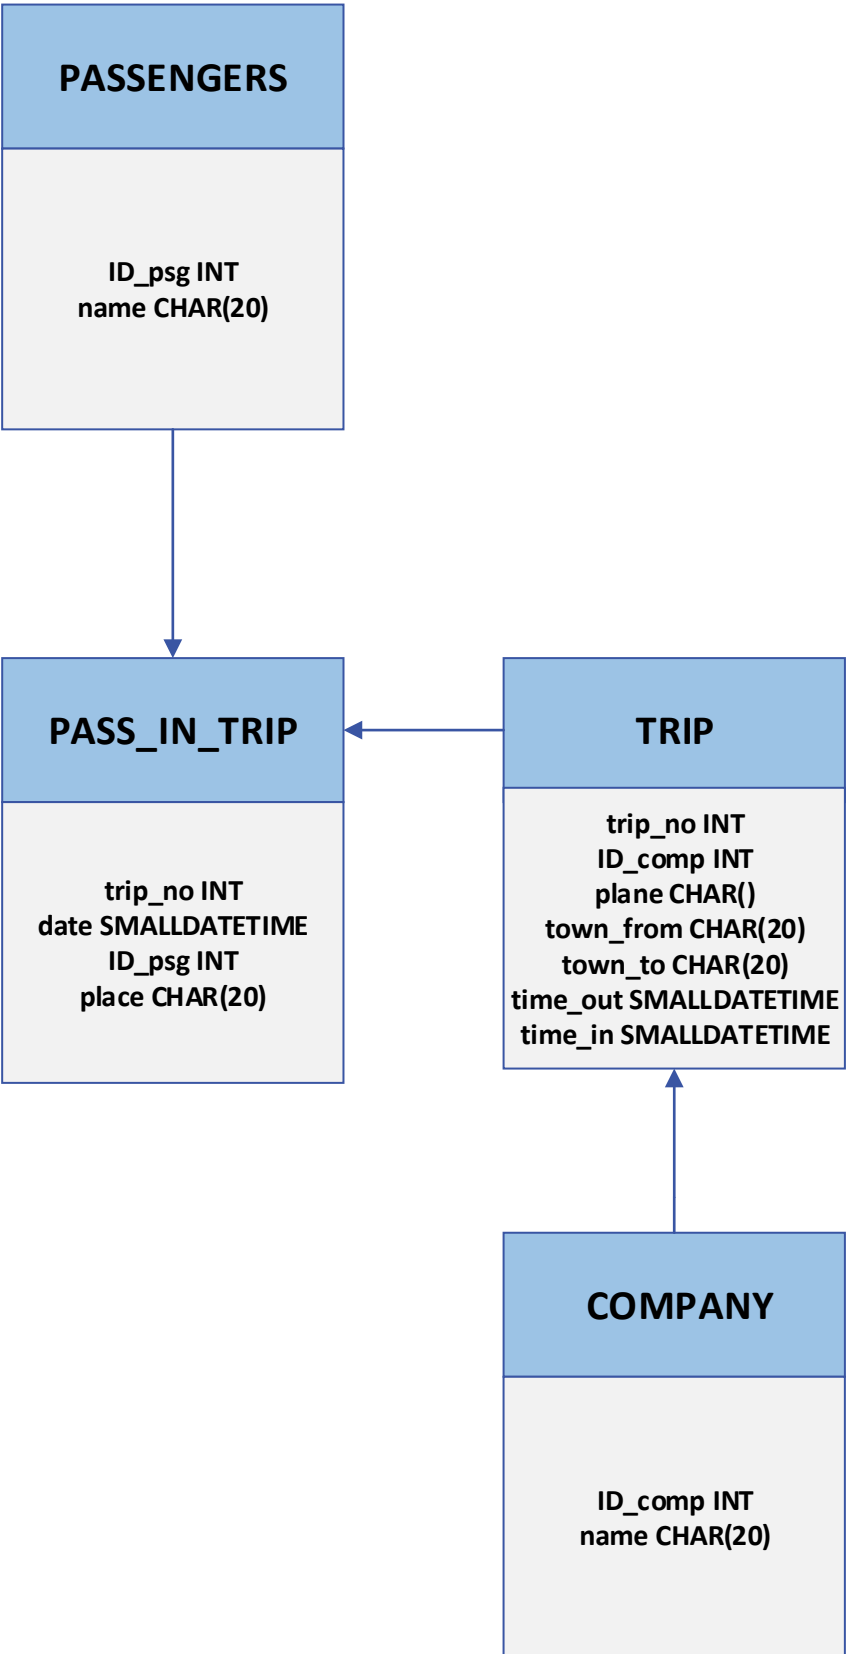 PASSENGERS
ID_psg INT
name CHAR(20)
PASS_IN_TRIP
trip_no INT
date SMALLDATETIME
ID_psg INT
place CHAR(20)
TRIP
trip_no INT
ID_comp INT
plane CHAR()
town_from CHAR(20)
town_to CHAR(20)
time_out SMALLDATETIME
time_in SMALLDATETIME
COMPANY
ID_comp INT
name CHAR(20)